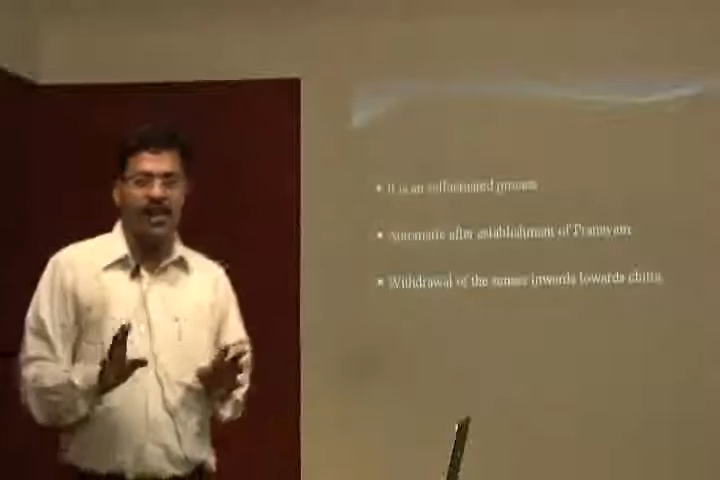 • It is an process
• Automatic after establishment of Pranayam
• Withdrawal of the senses inwards towards chitta